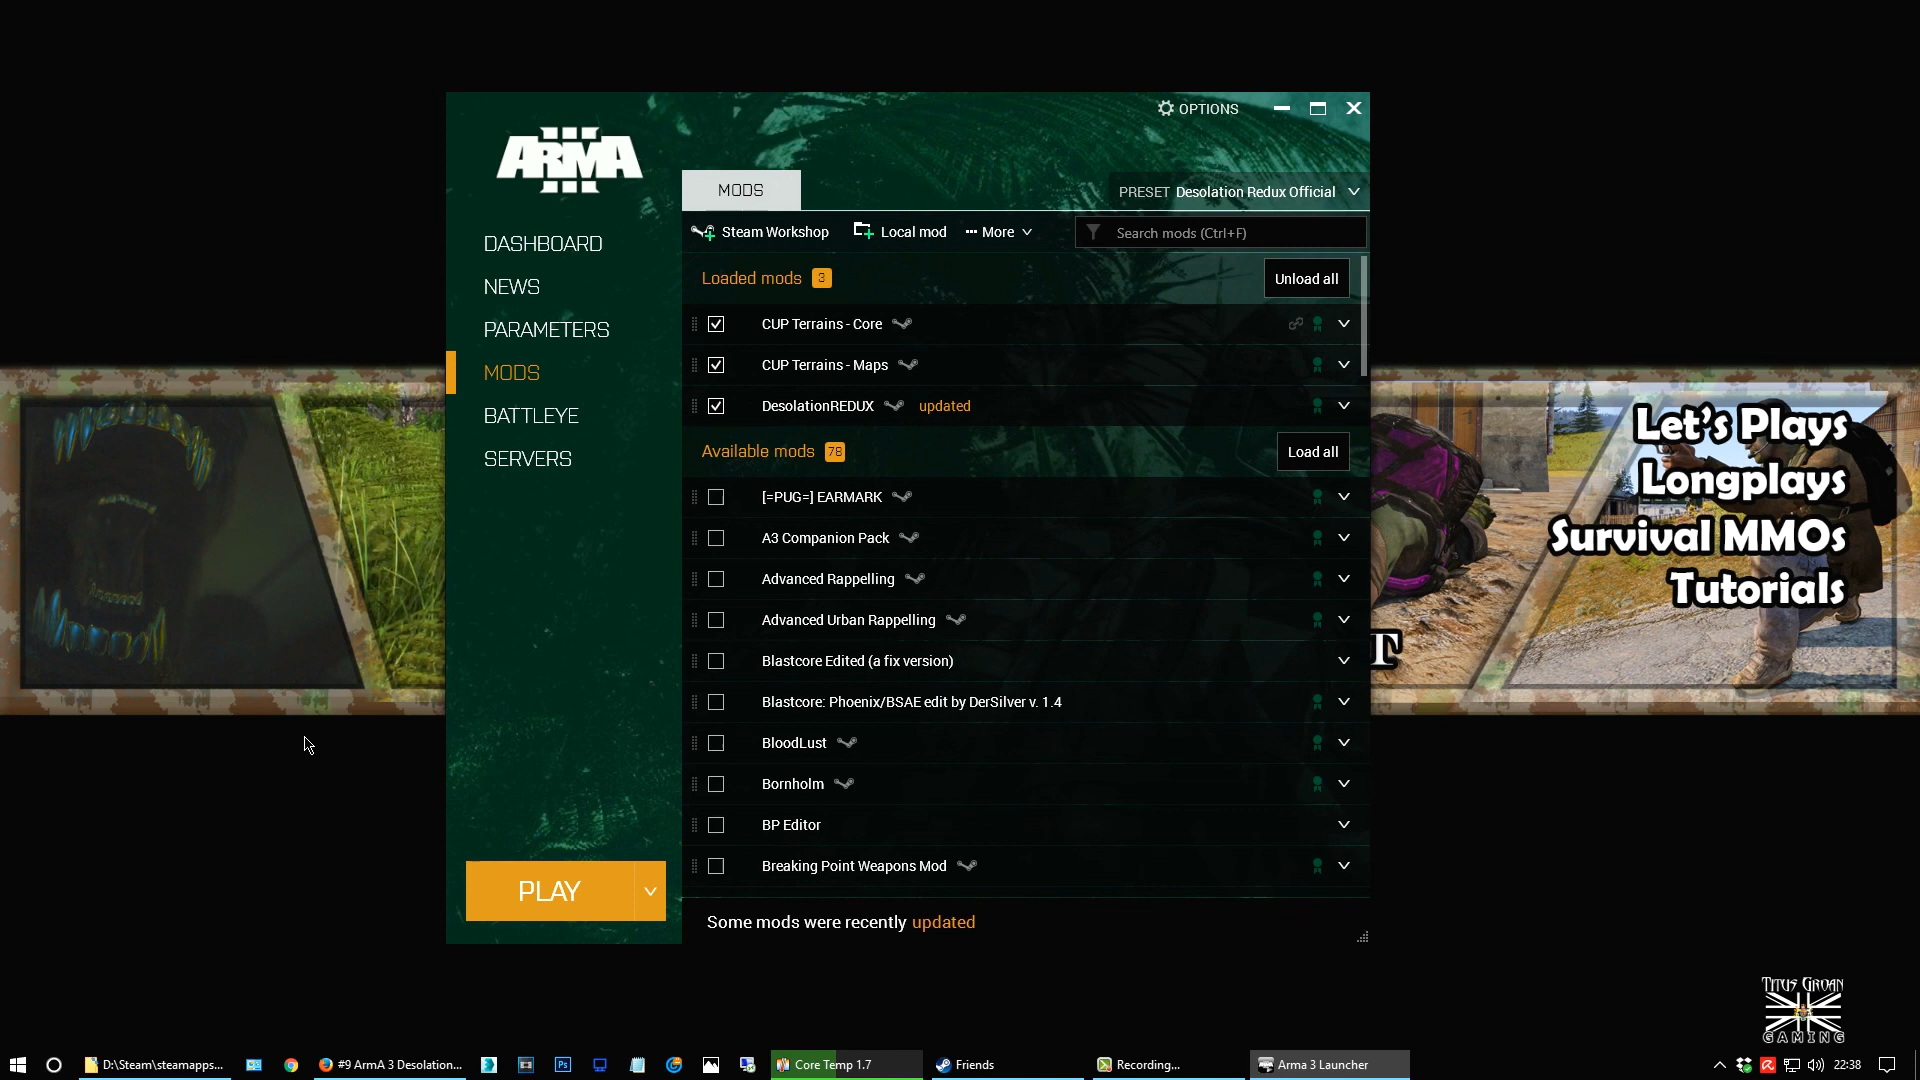 OPTIONS
ARMA III
MODS
PRESET Desolation Redux Official
DASHBOARD
NEWS
PARAMETERS
MODS
BATTLEYE
SERVERS
Steam Workshop
Local mod
More
Search mods (Ctrl+F)
Loaded mods 3
Unload all
CUP Terrains - Core
CUP Terrains - Maps
DesolationREDUX updated
Available mods 78
Load all
[=PUG=] EARMARK
A3 Companion Pack
Advanced Rappelling
Advanced Urban Rappelling
Blastcore Edited (a fix version)
Blastcore: Phoenix/BSAE edit by DerSilver v. 1.4
BloodLust
Bornholm
BP Editor
Breaking Point Weapons Mod
PLAY
Some mods were recently updated
Let's Plays
Longplays
Survival MMOs
Tutorials
T
TITUS GROAN
GAMING
D:\Steam\steamapps...
#9 ArmA 3 Desolation...
Ps
Core Temp 1.7
Friends
Recording...
Arma 3 Launcher
22:38